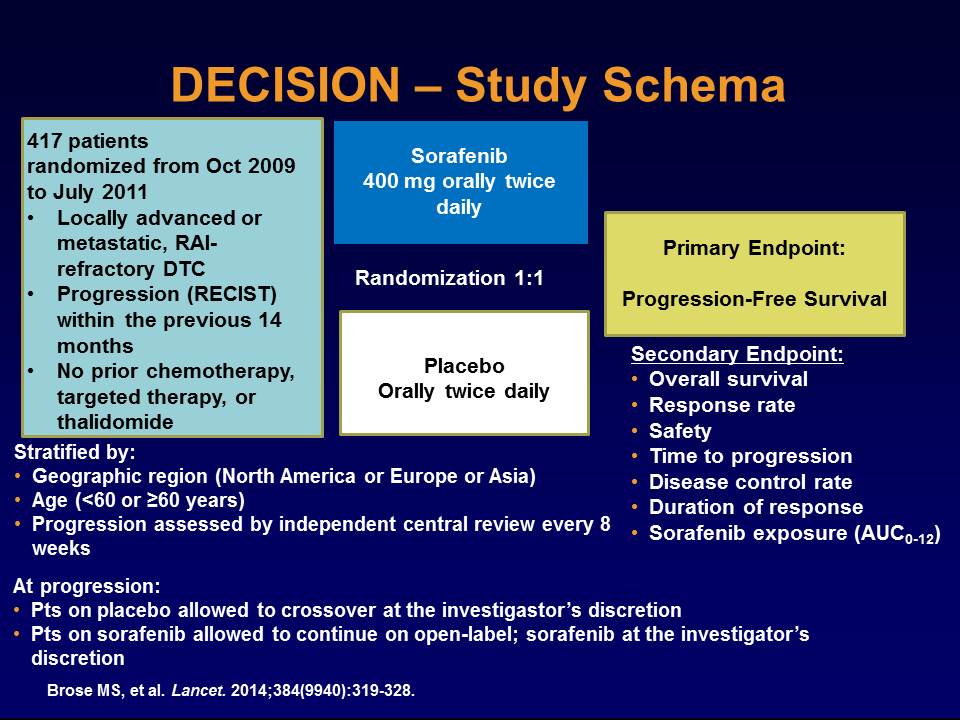 DECISION – Study Schema
417 patients
randomized from Oct 2009
to July 2011
• Locally advanced or
metastatic, RAI-
refractory DTC
• Progression (RECIST)
within the previous 14
months
• No prior chemotherapy,
targeted therapy, or
thalidomide
Sorafenib
400 mg orally twice
daily
Randomization 1:1
Placebo
Orally twice daily
Primary Endpoint:
Progression-Free Survival
Secondary Endpoint:
• Overall survival
• Response rate
• Safety
• Time to progression
• Disease control rate
• Duration of response
• Sorafenib exposure (AUC0-12)
Stratified by:
• Geographic region (North America or Europe or Asia)
• Age (<60 or ≥60 years)
• Progression assessed by independent central review every 8
weeks
At progression:
• Pts on placebo allowed to crossover at the investigastor’s discretion
• Pts on sorafenib allowed to continue on open-label; sorafenib at the investigator’s
discretion
Brose MS, et al. Lancet. 2014;384(9940):319-328.